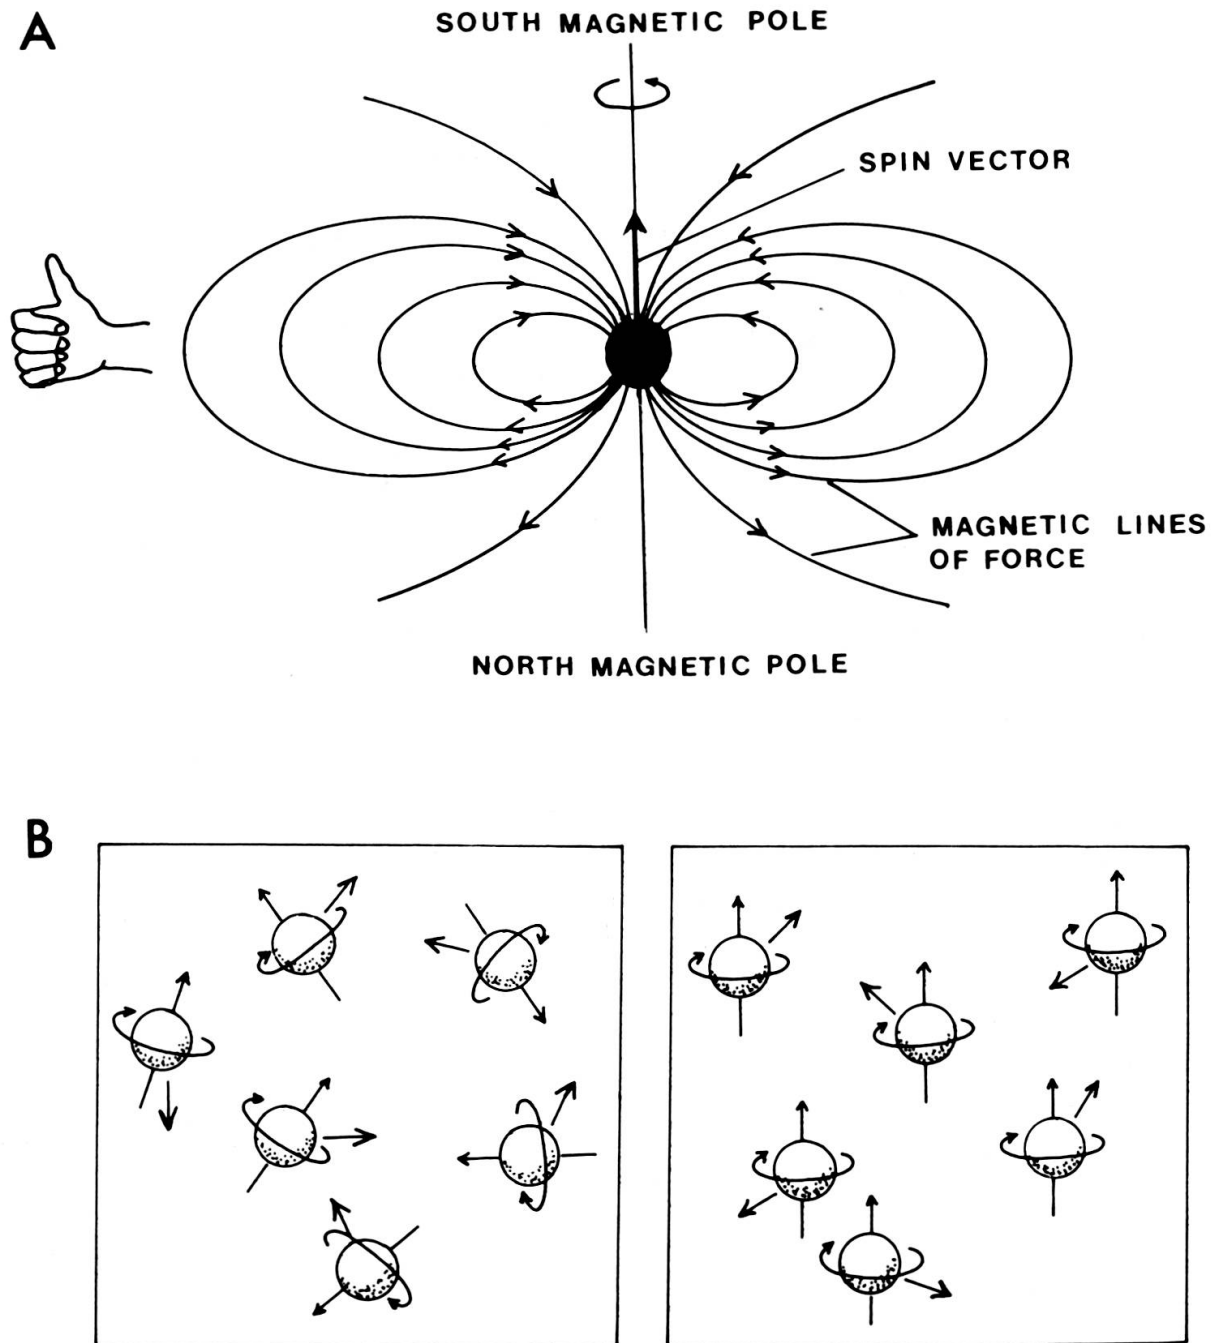 A
SOUTH MAGNETIC POLE
SPIN VECTOR
MAGNETIC LINES
OF FORCE
NORTH MAGNETIC POLE
B